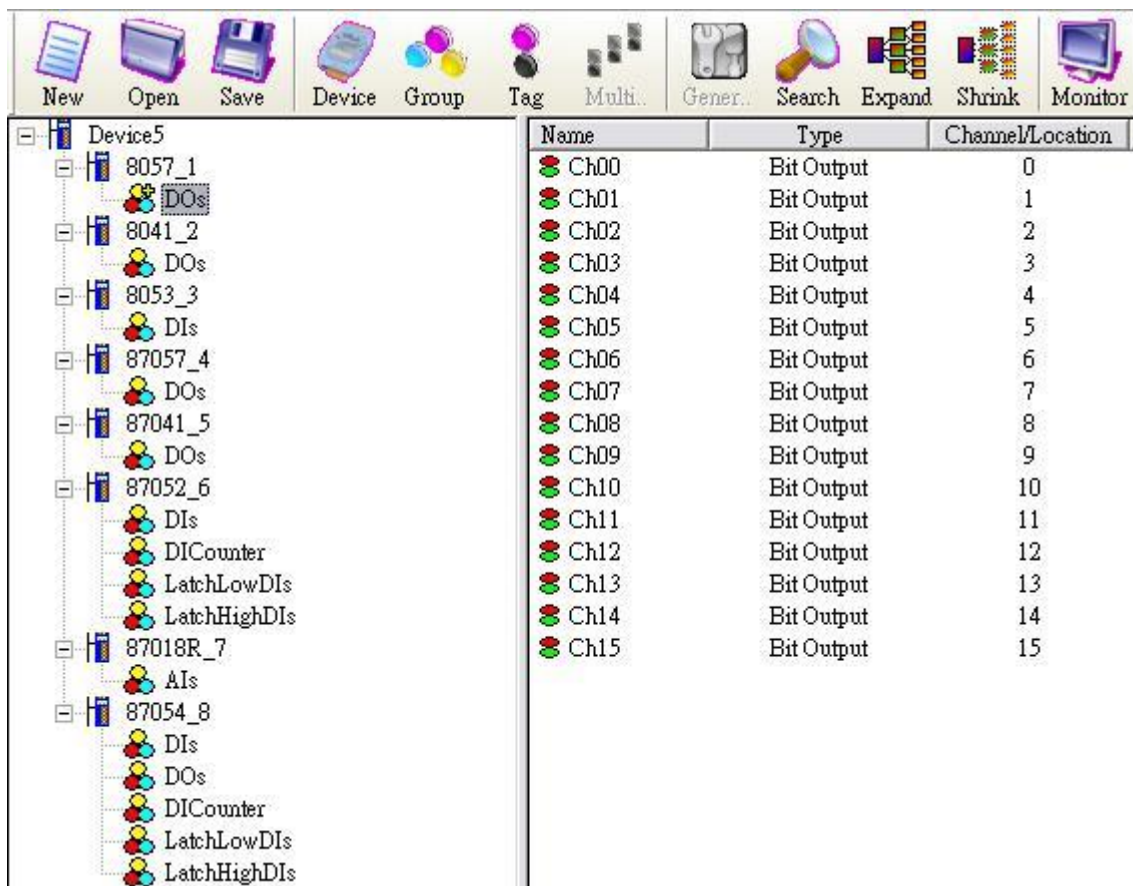 New Open Save Device Group Tag Multi.. Gener.. Search Expand Shrink Monitor
Device5
8057_1
DOs
8041_2
DOs
8053_3
DIs
87057_4
DOs
87041_5
DOs
87052_6
DIs
DICounter
LatchLowDIs
LatchHighDIs
87018R_7
AIs
87054_8
DIs
DOs
DICounter
LatchLowDIs
LatchHighDIs
Name Type Channel/Location
Ch00 Bit Output 0
Ch01 Bit Output 1
Ch02 Bit Output 2
Ch03 Bit Output 3
Ch04 Bit Output 4
Ch05 Bit Output 5
Ch06 Bit Output 6
Ch07 Bit Output 7
Ch08 Bit Output 8
Ch09 Bit Output 9
Ch10 Bit Output 10
Ch11 Bit Output 11
Ch12 Bit Output 12
Ch13 Bit Output 13
Ch14 Bit Output 14
Ch15 Bit Output 15